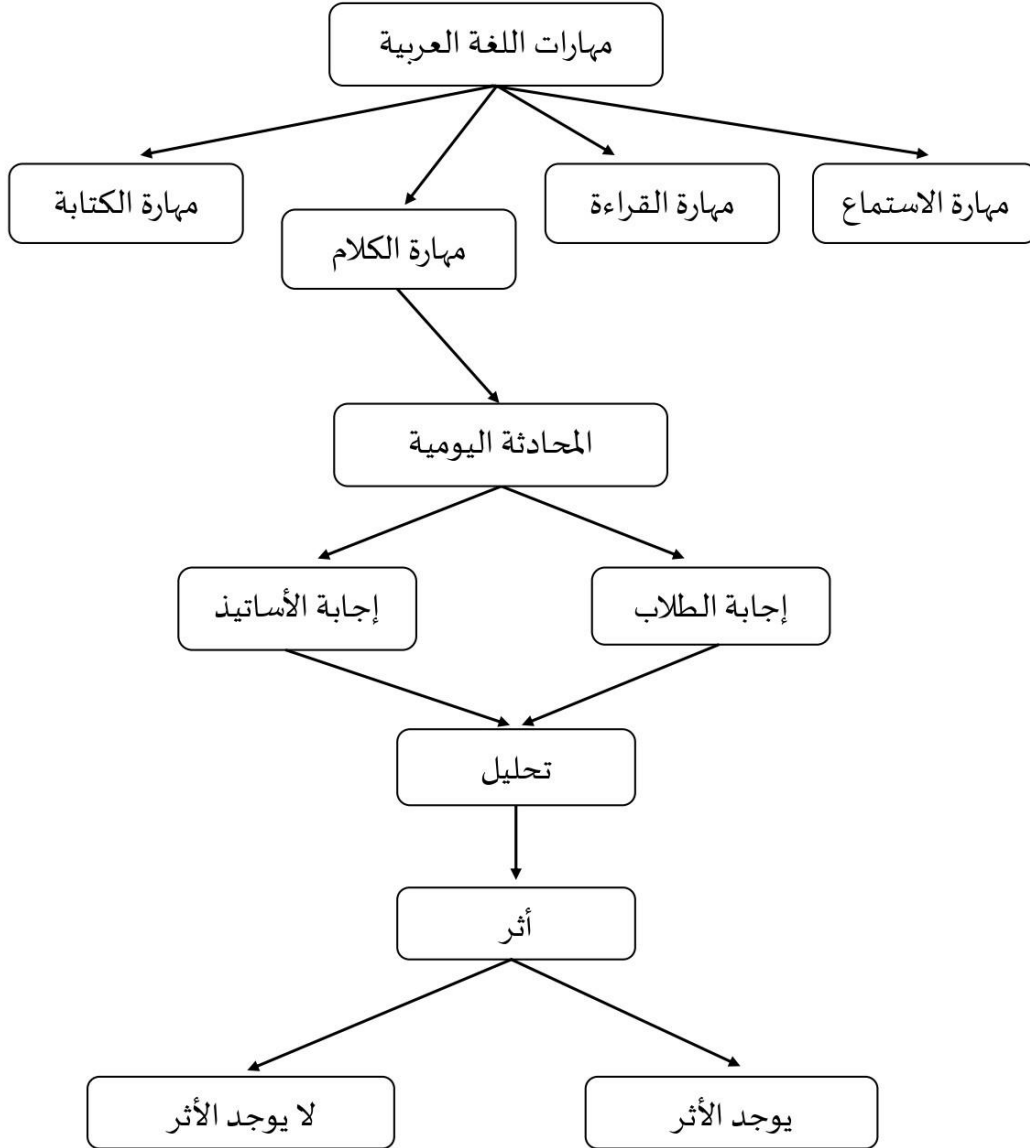 مهارات اللغة العربية
مهارة الاستماع
مهارة القراءة
مهارة الكلام
مهارة الكتابة
المحادثة اليومية
إجابة الطلاب
إجابة الأساتيذ
تحليل
أثر
يوجد الأثر
لا يوجد الأثر